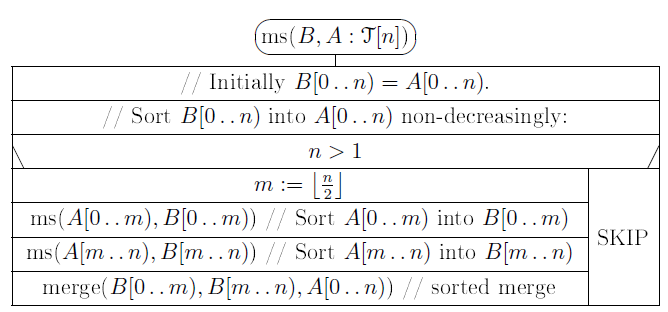 ms(B, A : 𝒯[n])
// Initially B[0 . . n) = A[0 . . n).
// Sort B[0 . . n) into A[0 . . n) non-decreasingly:
n > 1
m := ⌊n/2⌋
ms(A[0 . . m), B[0 . . m)) // Sort A[0 . . m) into B[0 . . m)
ms(A[m . . n), B[m . . n)) // Sort A[m . . n) into B[m . . n)
merge(B[0 . . m), B[m . . n), A[0 . . n)) // sorted merge
SKIP